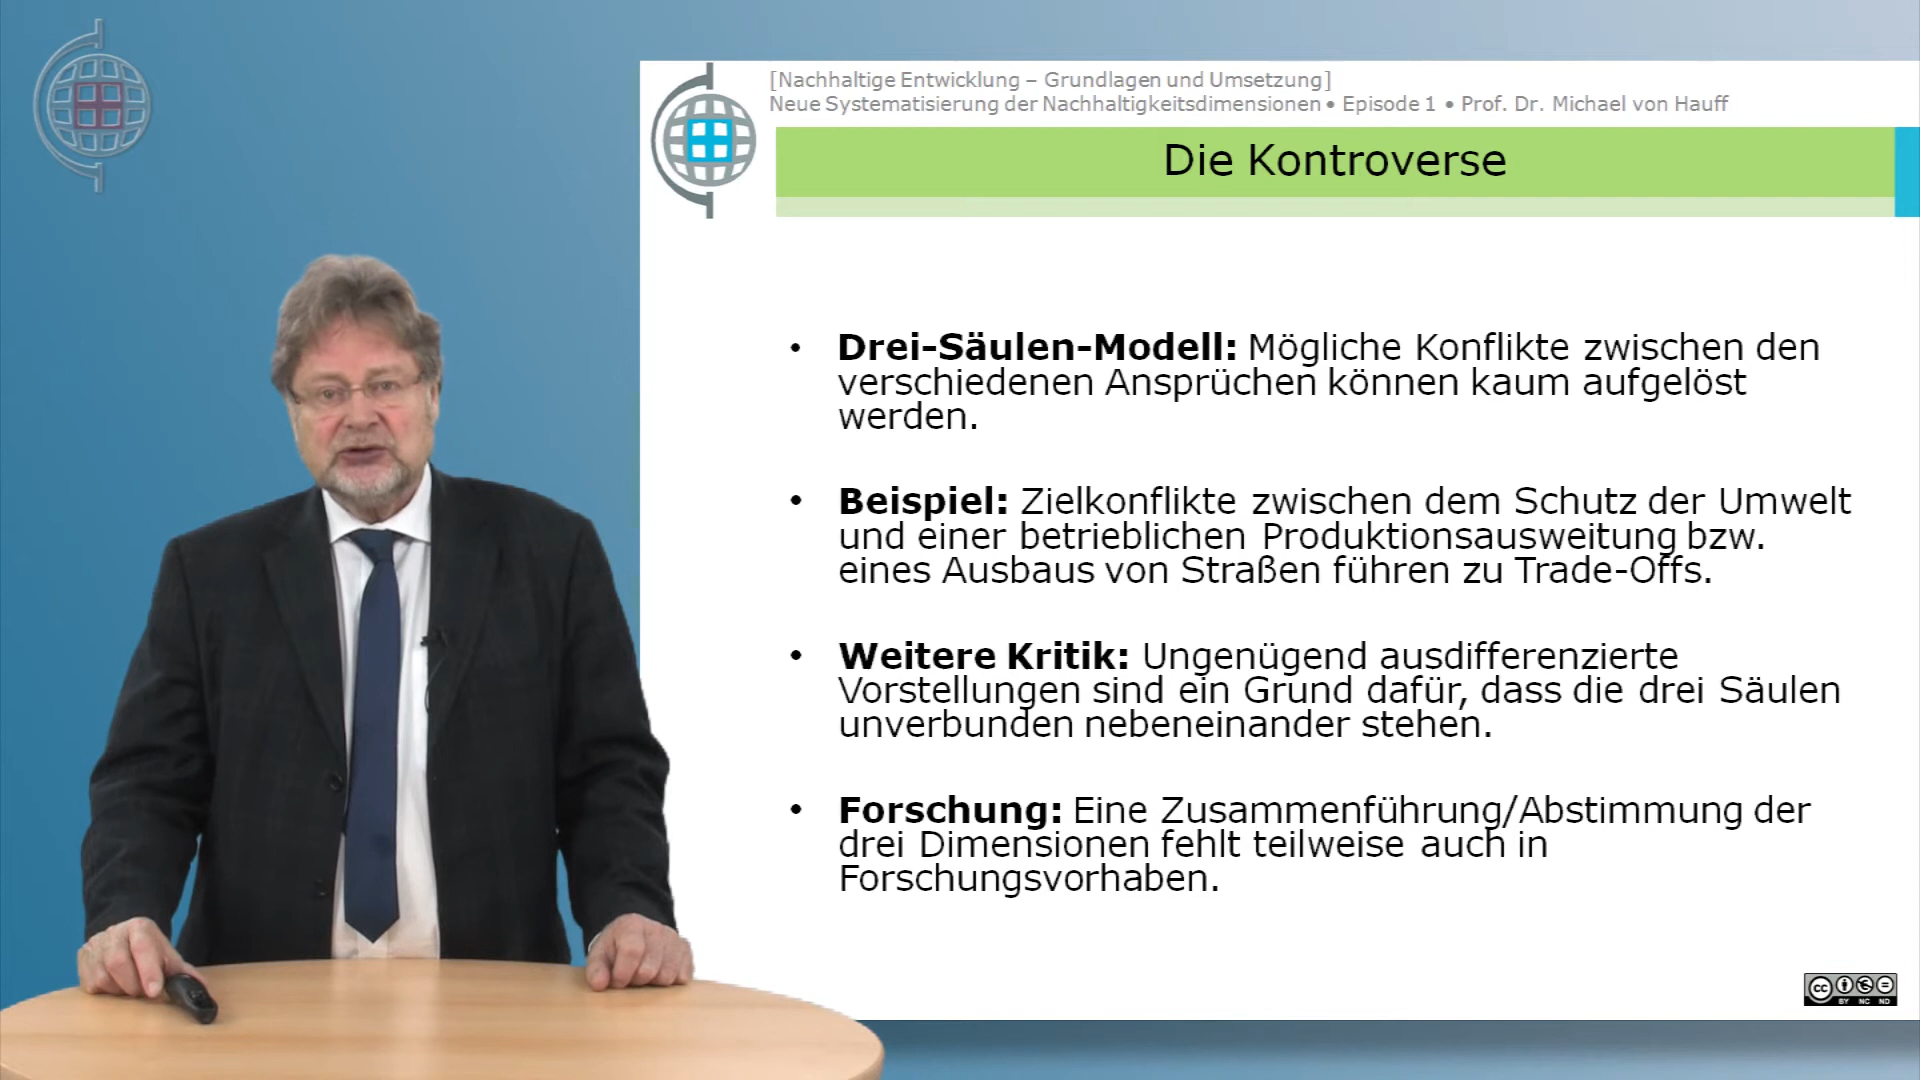 [Nachhaltige Entwicklung – Grundlagen und Umsetzung]
Neue Systematisierung der Nachhaltigkeitsdimensionen • Episode 1 • Prof. Dr. Michael von Hauff
Die Kontroverse
• Drei-Säulen-Modell: Mögliche Konflikte zwischen den
verschiedenen Ansprüchen können kaum aufgelöst
werden.
• Beispiel: Zielkonflikte zwischen dem Schutz der Umwelt
und einer betrieblichen Produktionsausweitung bzw.
eines Ausbaus von Straßen führen zu Trade-Offs.
• Weitere Kritik: Ungenügend ausdifferenzierte
Vorstellungen sind ein Grund dafür, dass die drei Säulen
unverbunden nebeneinander stehen.
• Forschung: Eine Zusammenführung/Abstimmung der
drei Dimensionen fehlt teilweise auch in
Forschungsvorhaben.
cc
BY NC ND